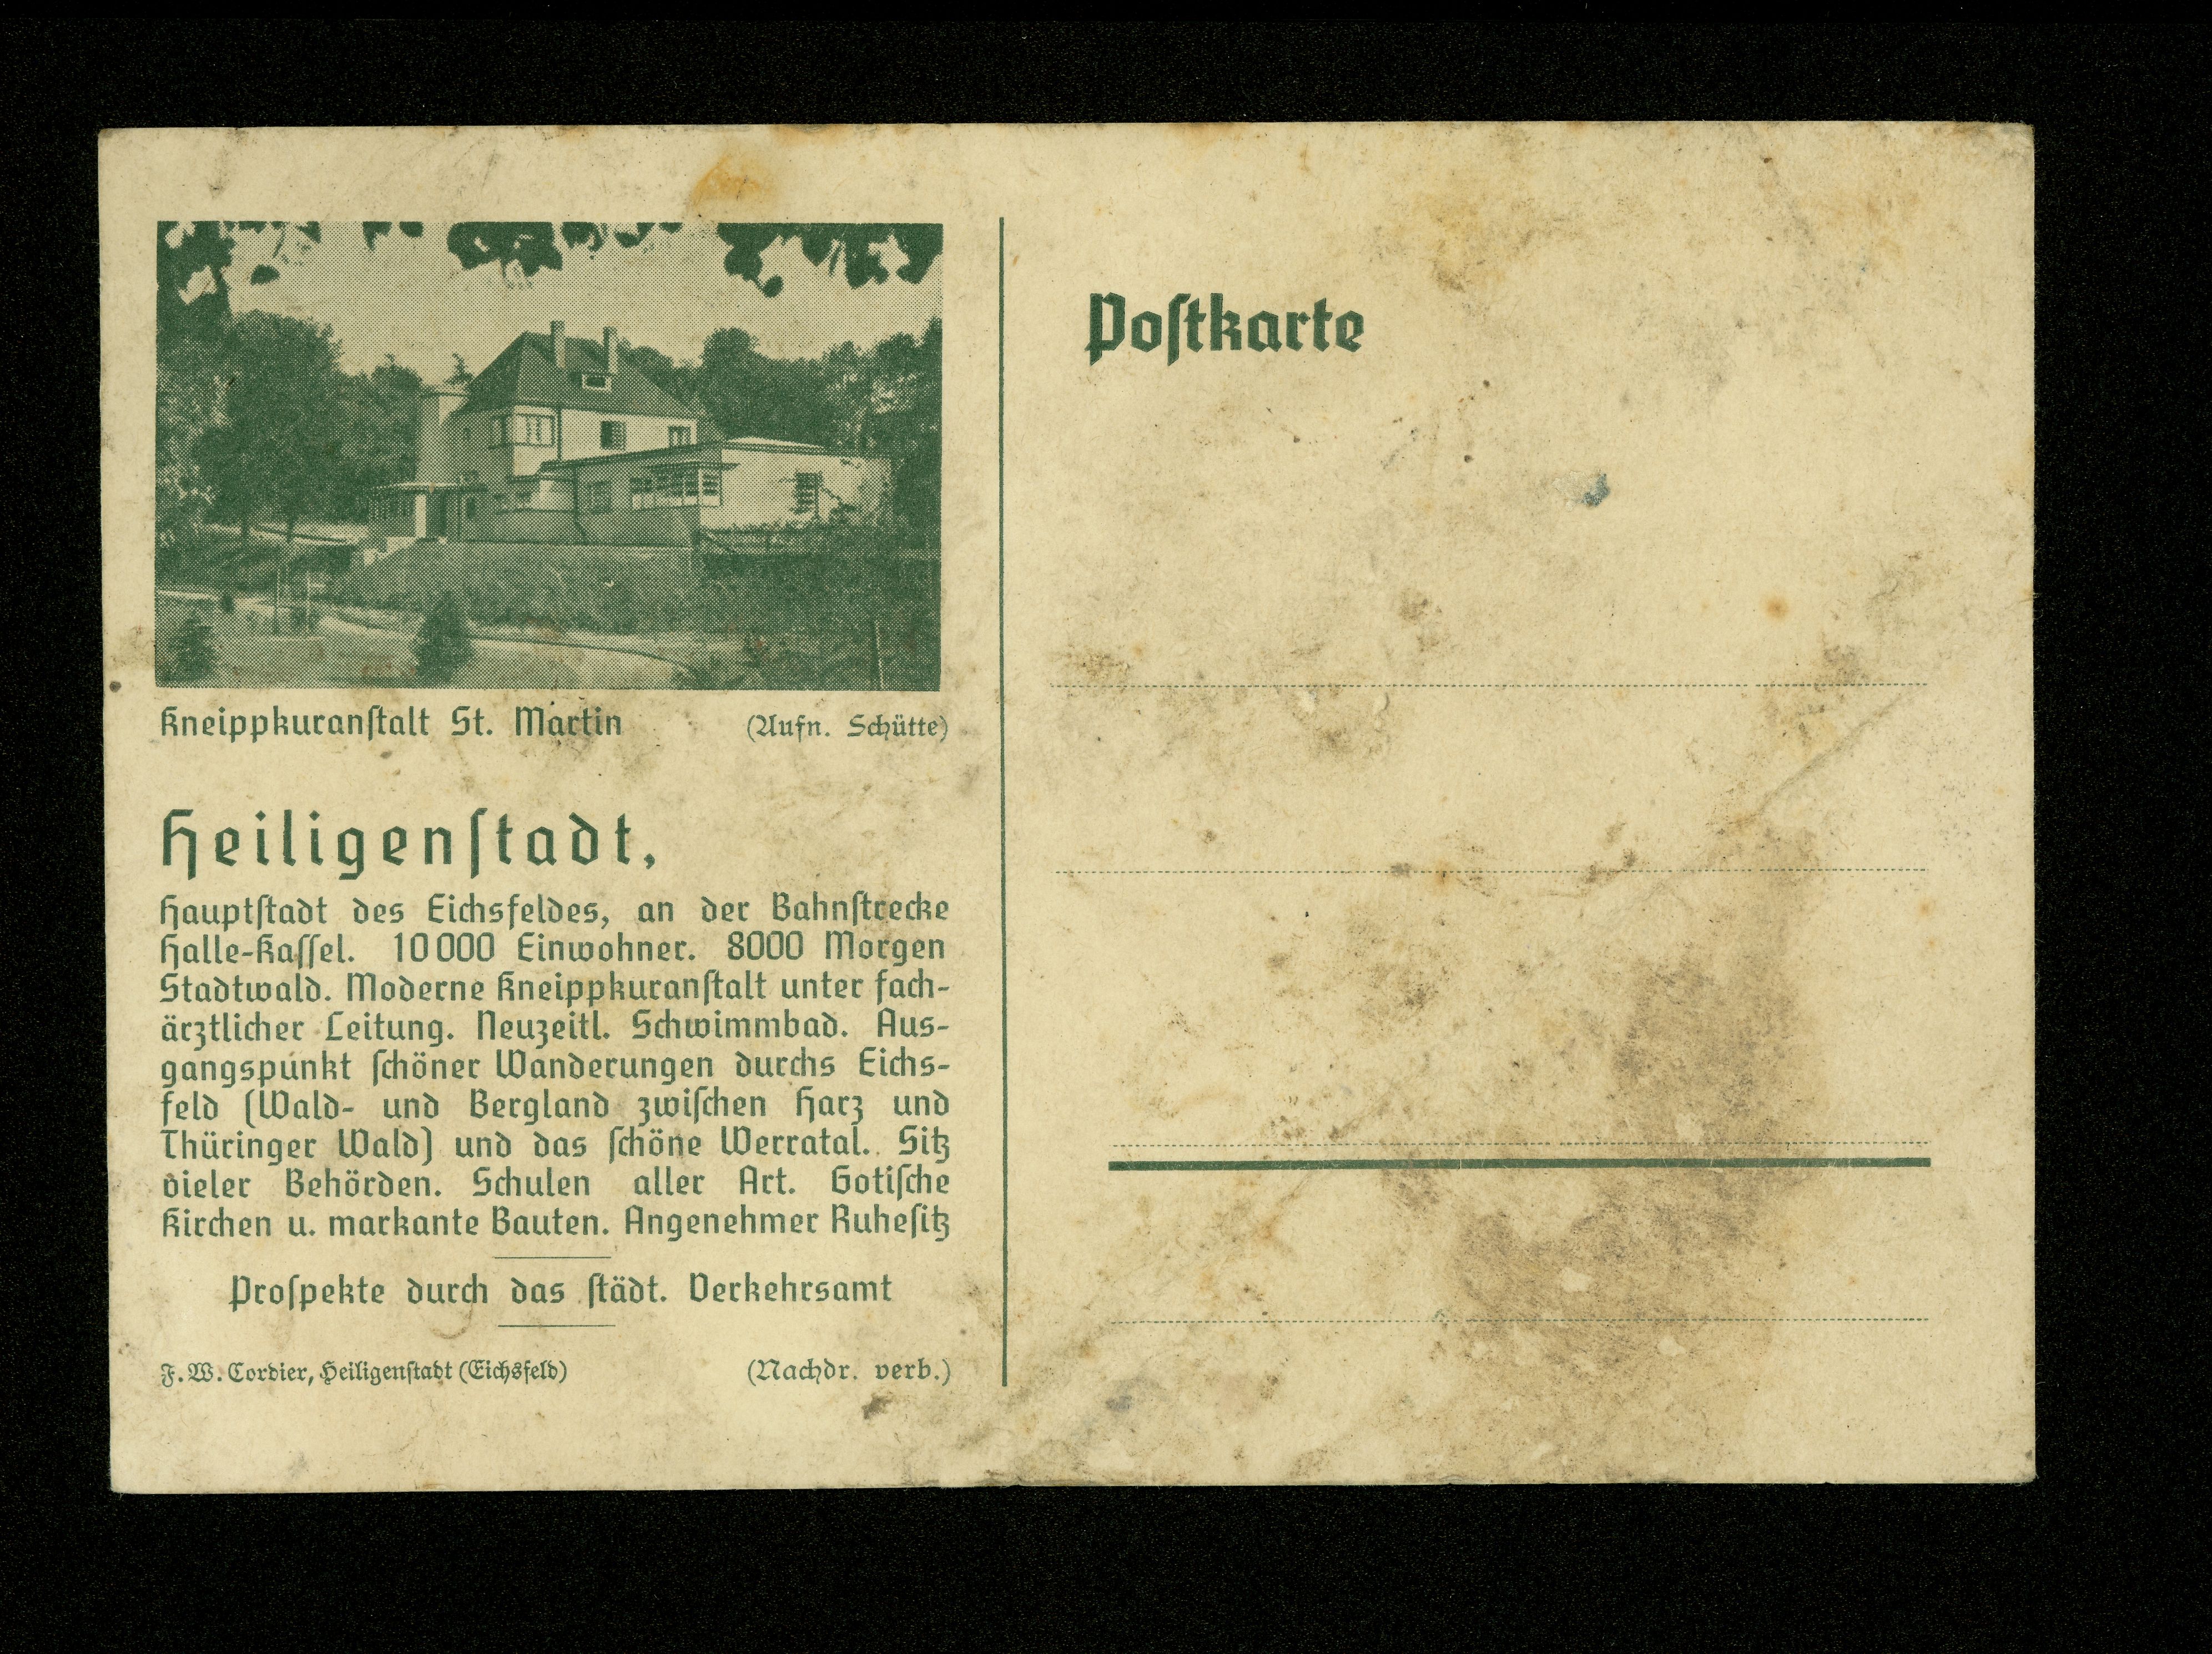 Kneippkuranſtalt St. Martin (Aufn. Schütte)
Heiligenſtadt,
Hauptſtadt des Eichsfeldes, an der Bahnſtrecke
Halle-Kaſſel. 10000 Einwohner. 8000 Morgen
Stadtwald. Moderne Kneippkuranſtalt unter fach-
ärztlicher Leitung. Neuzeitl. Schwimmbad. Aus-
gangspunkt ſchöner Wanderungen durchs Eichs-
feld (Wald- und Bergland zwiſchen Harz und
Thüringer Wald) und das ſchöne Werratal. Sitz
vieler Behörden. Schulen aller Art. Gotiſche
Kirchen u. markante Bauten. Angenehmer Ruheſitz
Proſpekte durch das ſtädt. Verkehrsamt
F. W. Cordier, Heiligenſtadt (Eichsfeld) (Nachdr. verb.)
Poſtkarte